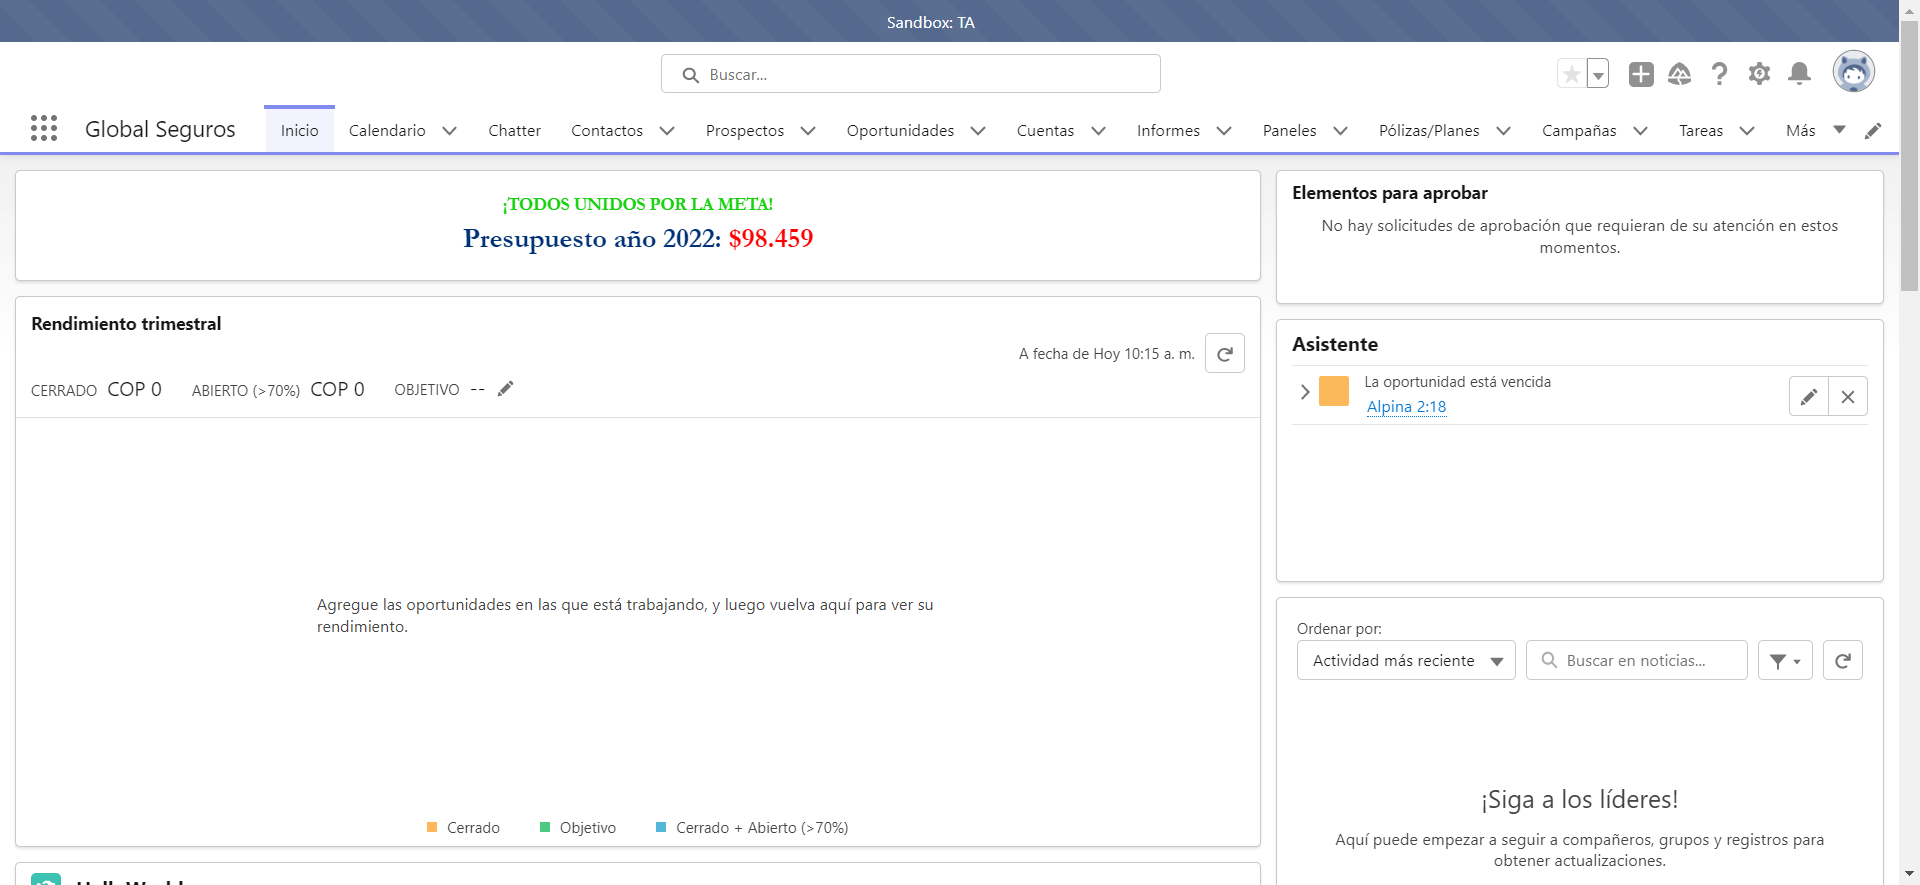 Sandbox: TA
Buscar...
Global Seguros
Inicio
Calendario
Chatter
Contactos
Prospectos
Oportunidades
Cuentas
Informes
Paneles
Pólizas/Planes
Campañas
Tareas
Más
¡TODOS UNIDOS POR LA META!
Presupuesto año 2022: $98.459
Rendimiento trimestral
A fecha de Hoy 10:15 a. m.
CERRADO COP 0 ABIERTO (>70%) COP 0 OBJETIVO --
Agregue las oportunidades en las que está trabajando, y luego vuelva aquí para ver su
rendimiento.
Cerrado
Objetivo
Cerrado + Abierto (>70%)
Elementos para aprobar
No hay solicitudes de aprobación que requieran de su atención en estos
momentos.
Asistente
La oportunidad está vencida
Alpina 2:18
Ordenar por:
Actividad más reciente
Buscar en noticias...
¡Siga a los líderes!
Aquí puede empezar a seguir a compañeros, grupos y registros para
obtener actualizaciones.